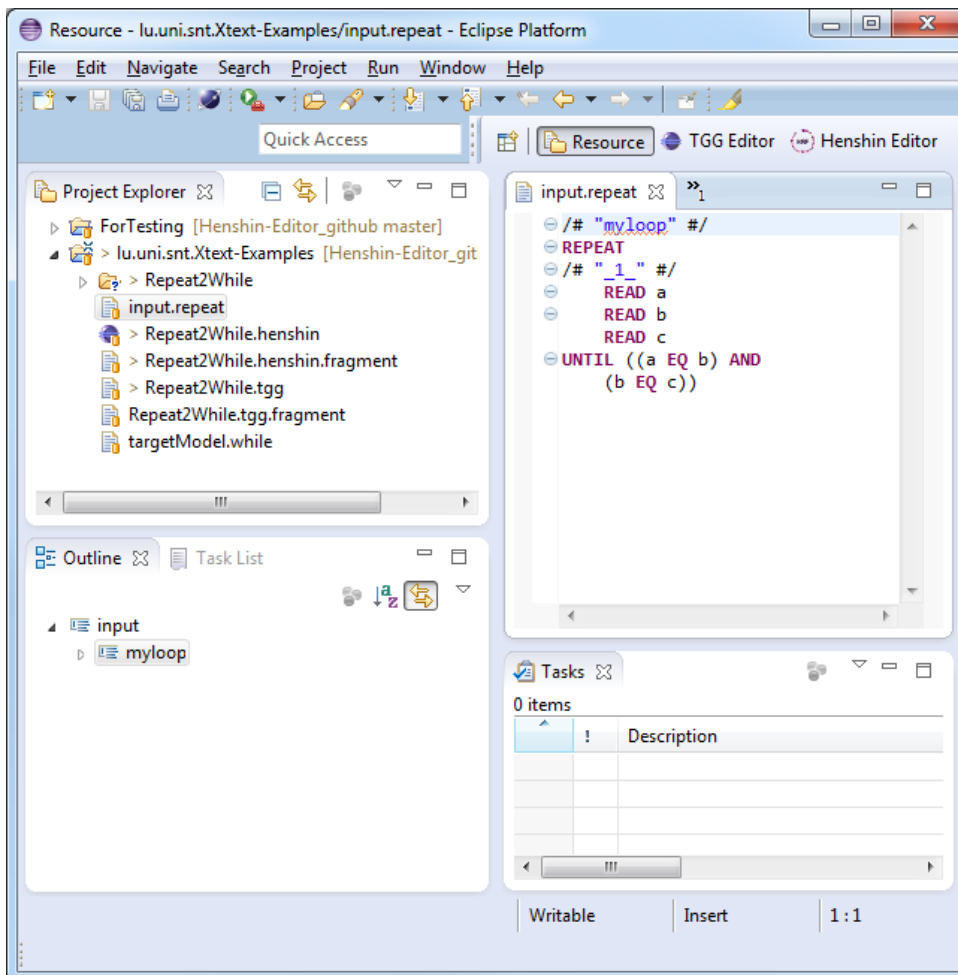 Resource - lu.uni.snt.Xtext-Examples/input.repeat - Eclipse Platform
File Edit Navigate Search Project Run Window Help
Quick Access
Resource TGG Editor Henshin Editor
Project Explorer
ForTesting [Henshin-Editor_github master]
> lu.uni.snt.Xtext-Examples [Henshin-Editor_git
> Repeat2While
input.repeat
> Repeat2While.henshin
> Repeat2While.henshin.fragment
> Repeat2While.tgg
Repeat2While.tgg.fragment
targetModel.while
input.repeat »1
/# "myloop" #/
REPEAT
/# "_1_" #/
READ a
READ b
READ c
UNTIL ((a EQ b) AND
(b EQ c))
Outline Task List
input
myloop
Tasks
0 items
! Description
Writable Insert 1 : 1